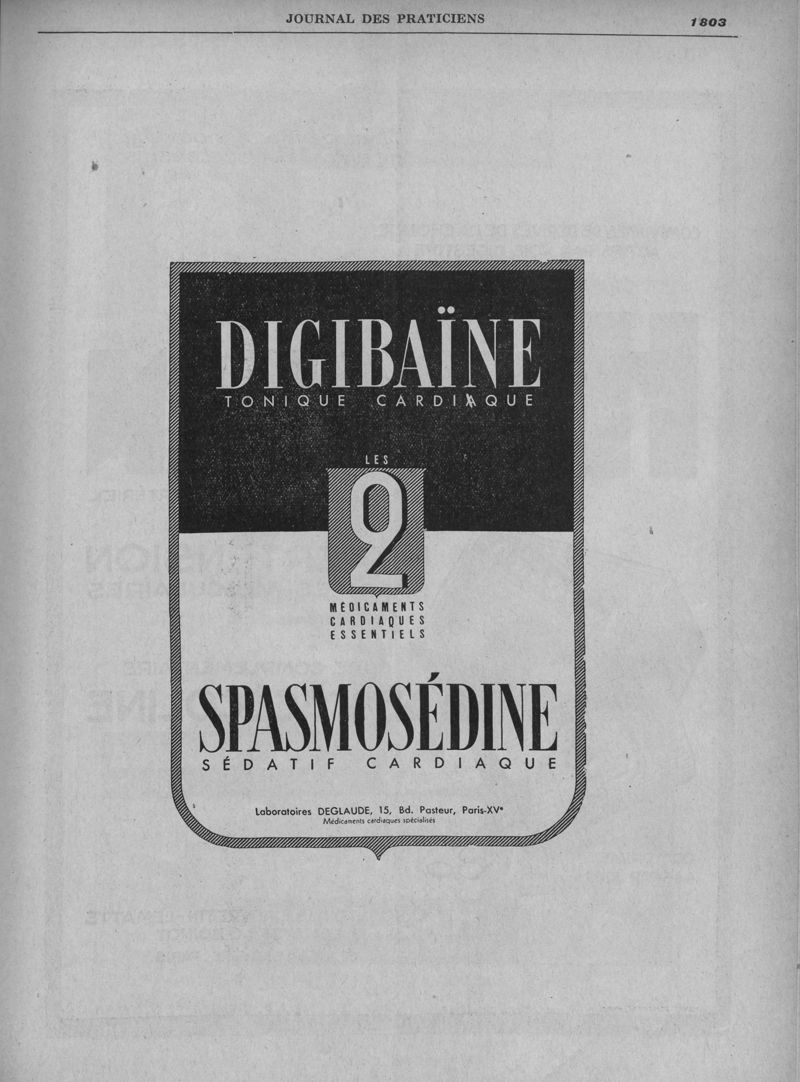 JOURNAL DES PRATICIENS
1803
DIGIBAÏNE
TONIQUE CARDIAQUE
LES
2
MÉDICAMENTS
CARDIAQUES
ESSENTIELS
SPASMOSÉDINE
SÉDATIF CARDIAQUE
Laboratoires DEGLAUDE, 15, Bd. Pasteur, Paris-XVᵉ
Médicaments cardiaques spécialisés